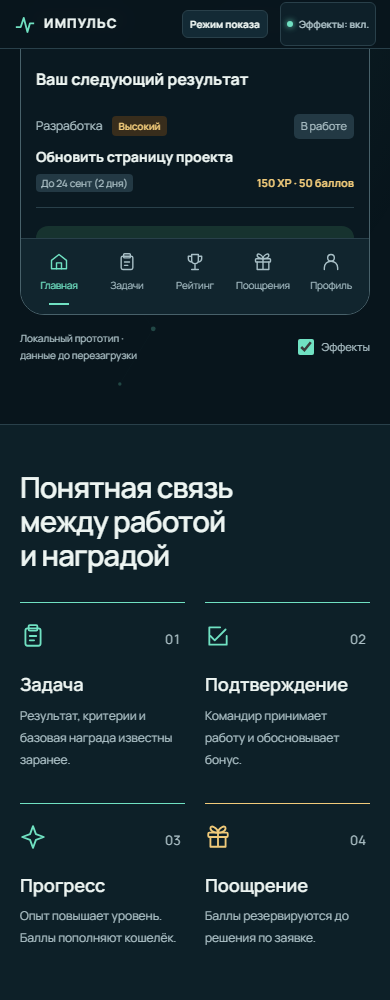 ИМПУЛЬС
Режим показа
Эффекты: вкл.
Ваш следующий результат
Разработка
Высокий
В работе
Обновить страницу проекта
До 24 сент (2 дня)
150 XP · 50 баллов
Главная
Задачи
Рейтинг
Поощрения
Профиль
Локальный прототип ·
данные до перезагрузки
Эффекты
Понятная связь
между работой
и наградой
01
Задача
Результат, критерии и
базовая награда известны
заранее.
02
Подтверждение
Командир принимает
работу и обосновывает
бонус.
03
Прогресс
Опыт повышает уровень.
Баллы пополняют кошелёк.
04
Поощрение
Баллы резервируются до
решения по заявке.